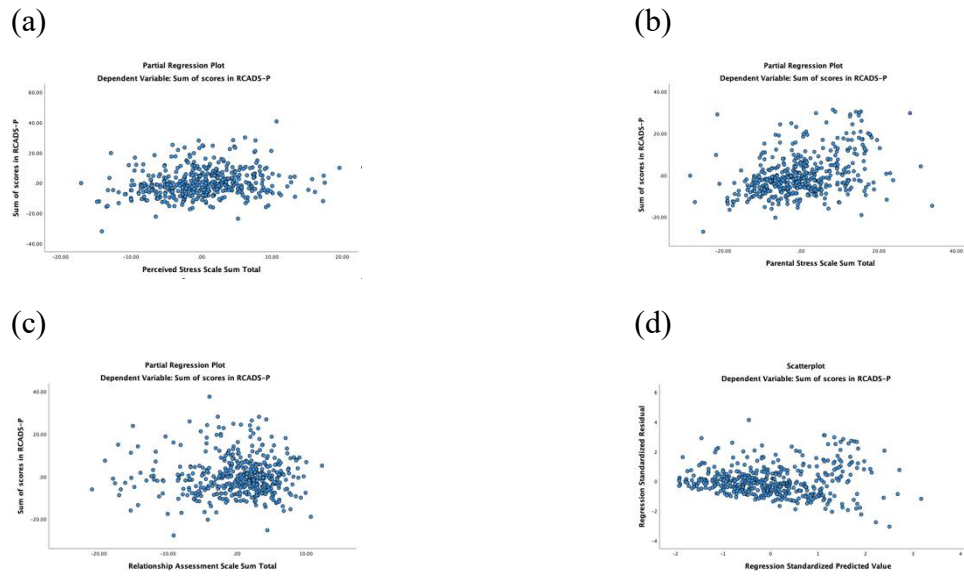 (a)
Partial Regression Plot
Dependent Variable: Sum of scores in RCADS-P
60.00
40.00
20.00
.00
-20.00
-40.00
Sum of scores in RCADS-P
-20.00 -10.00 .00 10.00 20.00
Perceived Stress Scale Sum Total
(b)
Partial Regression Plot
Dependent Variable: Sum of scores in RCADS-P
40.00
20.00
.00
-20.00
Sum of scores in RCADS-P
-20.00 .00 20.00 40.00
Parental Stress Scale Sum Total
(c)
Partial Regression Plot
Dependent Variable: Sum of scores in RCADS-P
40.00
20.00
.00
-20.00
Sum of scores in RCADS-P
-20.00 -10.00 .00 10.00
Relationship Assessment Scale Sum Total
(d)
Scatterplot
Dependent Variable: Sum of scores in RCADS-P
6
4
2
0
-2
-4
Regression Standardized Residual
-2 -1 0 1 2 3 4
Regression Standardized Predicted Value